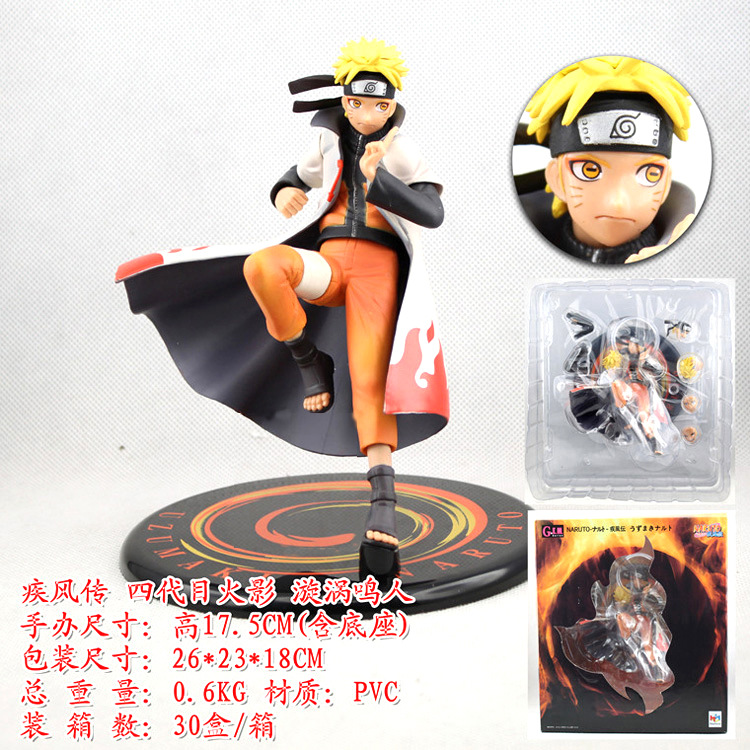 UZUMAKI NARUTO
G.E.M.
NARUTO-ナルト- 疾風伝 うずまきナルト
疾风传 四代目火影 漩涡鸣人
手办尺寸: 高17.5CM(含底座)
包装尺寸: 26*23*18CM
总 重 量: 0.6KG 材质: PVC
装 箱 数: 30盒/箱